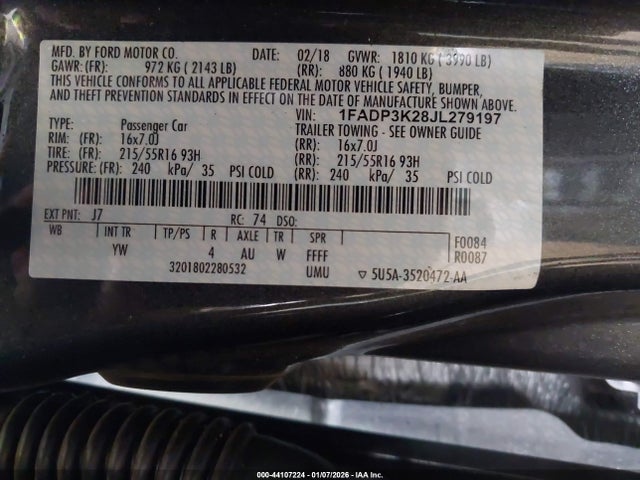 MFD. BY FORD MOTOR CO. DATE: 02/18 GVWR: 1810 KG ( 3990 LB)
GAWR: (FR): 972 KG ( 2143 LB) (RR): 880 KG ( 1940 LB)
THIS VEHICLE CONFORMS TO ALL APPLICABLE FEDERAL MOTOR VEHICLE SAFETY, BUMPER,
AND THEFT PREVENTION STANDARDS IN EFFECT ON THE DATE OF MANUFACTURE SHOWN ABOVE.
VIN: 1FADP3K28JL279197
TYPE: Passenger Car TRAILER TOWING - SEE OWNER GUIDE
RIM: (FR): 16x7.0J (RR): 16x7.0J
TIRE: (FR): 215/55R16 93H (RR): 215/55R16 93H
PRESSURE: (FR): 240 kPa/ 35 PSI COLD (RR): 240 kPa/ 35 PSI COLD
EXT PNT: J7 RC: 74 DSO:
WB INT TR TP/PS R AXLE TR SPR F0084
YW 4 AU W FFFF R0087
3201802280532 UMU ▽ 5U5A-3520472-AA
000-44107224 - 01/07/2026 - IAA Inc.